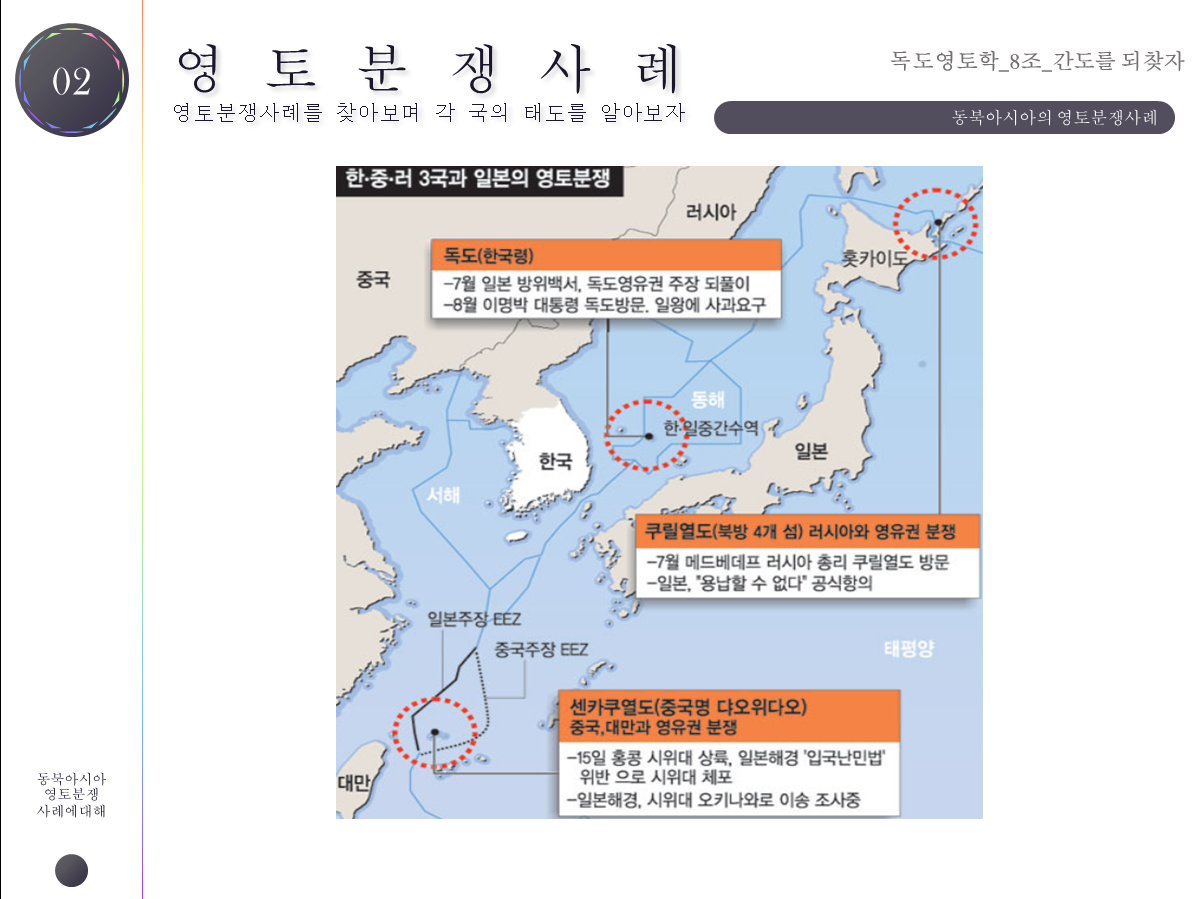 02
영토분쟁사례
영토분쟁사례를 찾아보며 각 국의 태도를 알아보자
독도영토학_8조_간도를 되찾자
동북아시아의 영토분쟁사례
한·중·러 3국과 일본의 영토분쟁
러시아
중국
홋카이도
독도(한국령)
–7월 일본 방위백서, 독도영유권 주장 되풀이
–8월 이명박 대통령 독도방문. 일왕에 사과요구
동해
한·일중간수역
한국
일본
서해
쿠릴열도(북방 4개 섬) 러시아와 영유권 분쟁
–7월 메드베데프 러시아 총리 쿠릴열도 방문
–일본, "용납할 수 없다" 공식항의
일본주장 EEZ
중국주장 EEZ
태평양
센카쿠열도(중국명 댜오위다오)
중국,대만과 영유권 분쟁
–15일 홍콩 시위대 상륙, 일본해경 '입국난민법'
위반 으로 시위대 체포
–일본해경, 시위대 오키나와로 이송 조사중
대만
동북아시아
영토분쟁
사례에대해